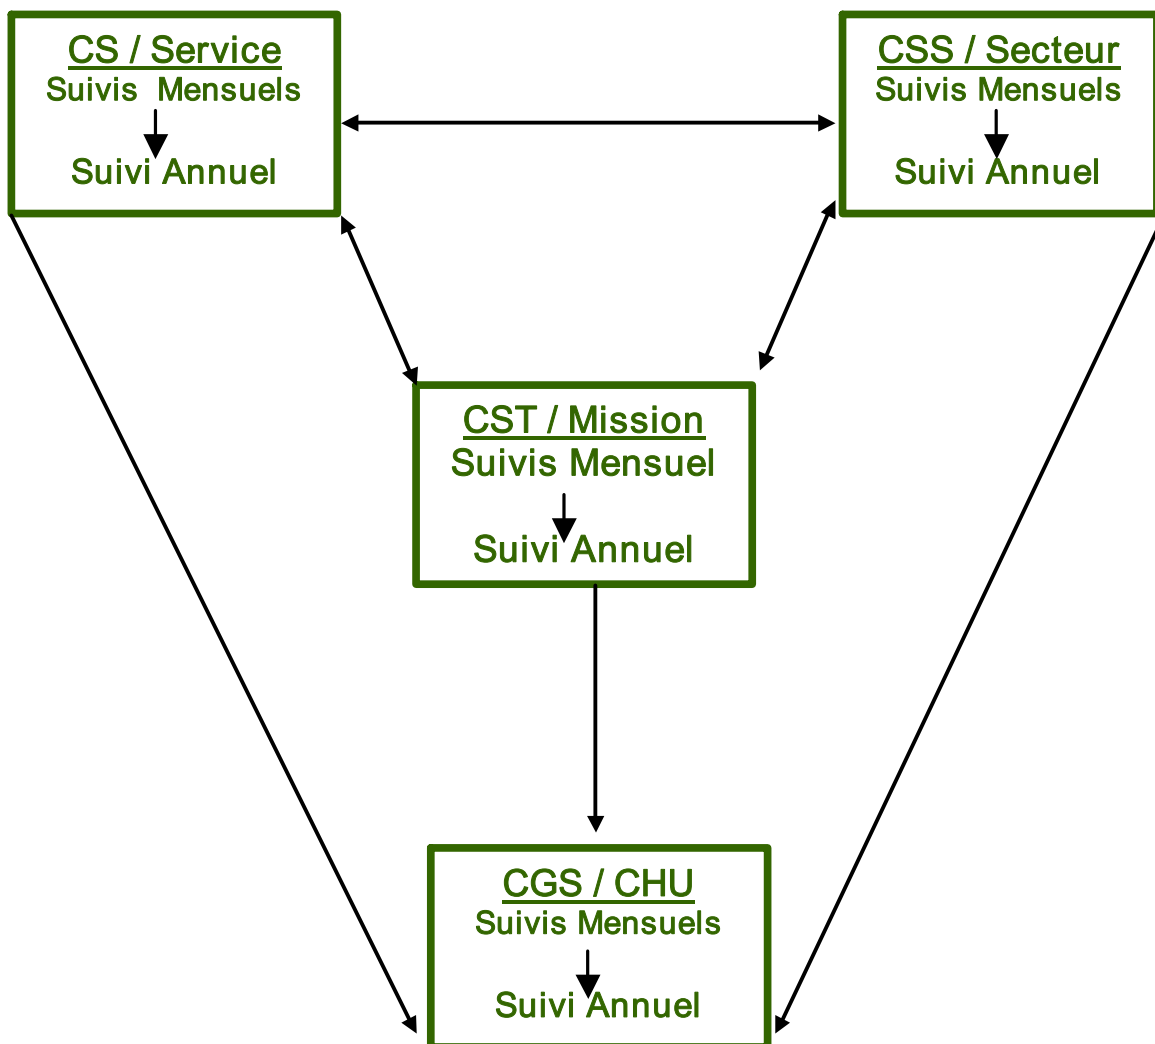 CS / Service
Suivis Mensuels
Suivi Annuel
CSS / Secteur
Suivis Mensuels
Suivi Annuel
CST / Mission
Suivis Mensuel
Suivi Annuel
CGS / CHU
Suivis Mensuels
Suivi Annuel